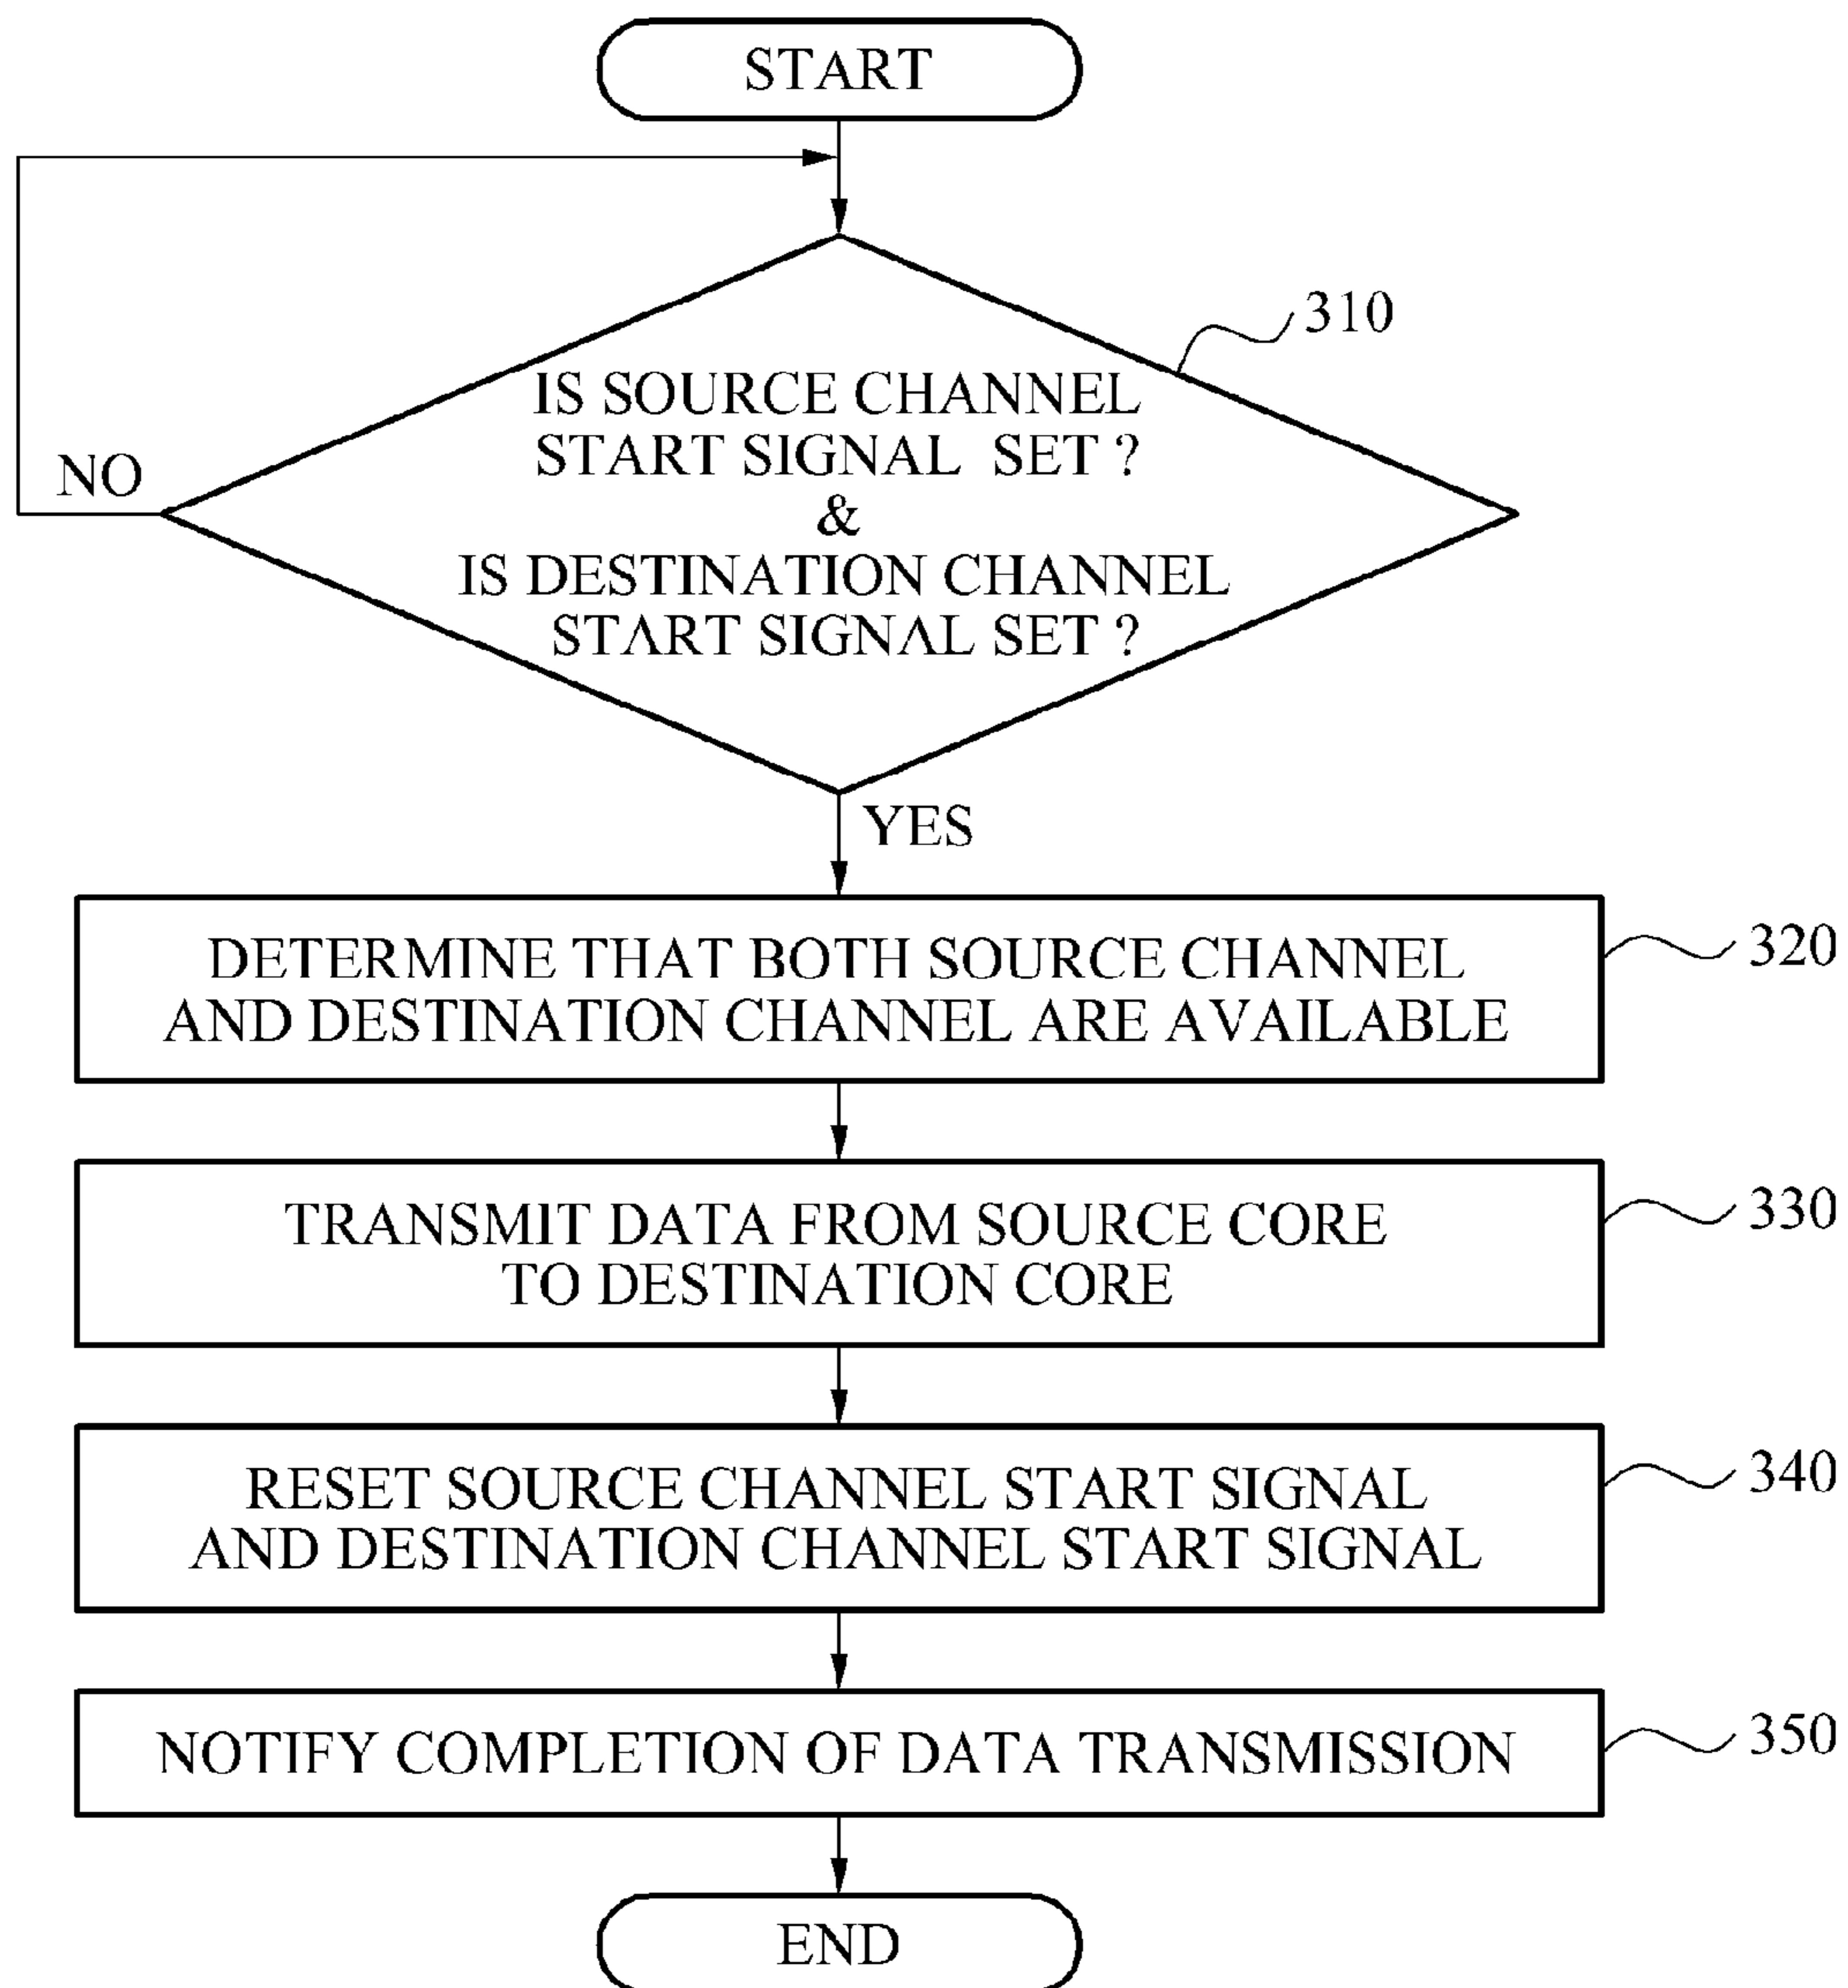 START
310
IS SOURCE CHANNEL
START SIGNAL SET ?
&
IS DESTINATION CHANNEL
START SIGNAL SET ?
NO
YES
DETERMINE THAT BOTH SOURCE CHANNEL
AND DESTINATION CHANNEL ARE AVAILABLE
320
TRANSMIT DATA FROM SOURCE CORE
TO DESTINATION CORE
330
RESET SOURCE CHANNEL START SIGNAL
AND DESTINATION CHANNEL START SIGNAL
340
NOTIFY COMPLETION OF DATA TRANSMISSION
350
END